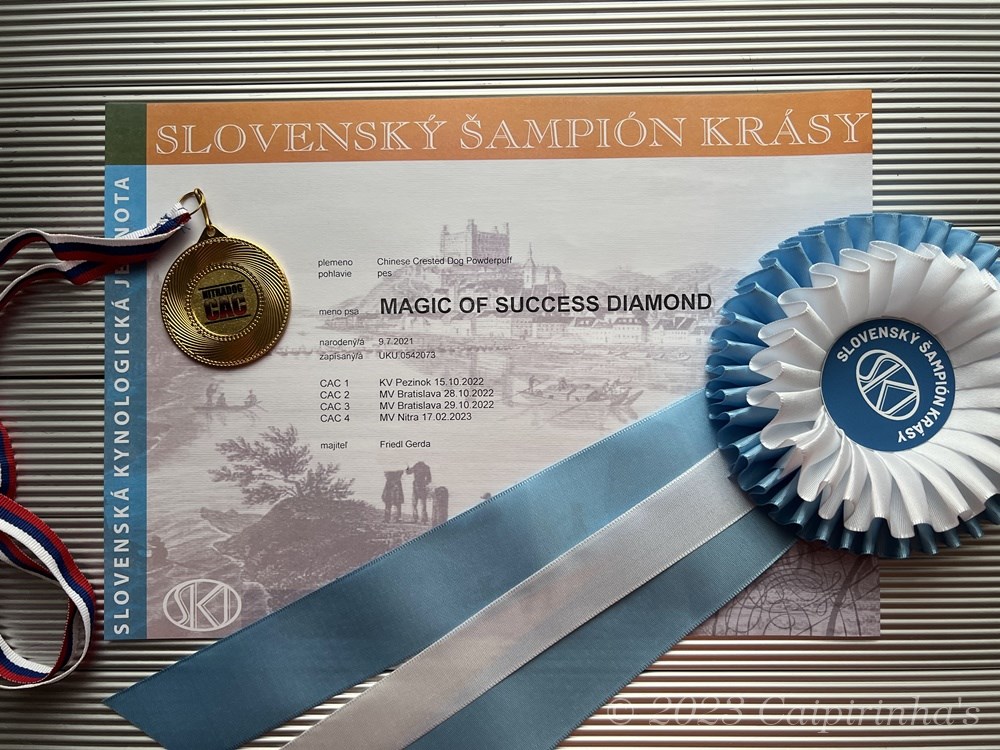 SLOVENSKÝ ŠAMPIÓN KRÁSY
SLOVENSKÁ KYNOLOGICKÁ J NOTA
NITRADOG
CAC
plemeno Chinese Crested Dog Powderpuff
pohlavie pes
meno psa MAGIC OF SUCCESS DIAMOND
narodený/á 9.7.2021
zapísaný/á UKU.0542073
CAC 1 KV Pezinok 15.10.2022
CAC 2 MV Bratislava 28.10.2022
CAC 3 MV Bratislava 29.10.2022
CAC 4 MV Nitra 17.02.2023
majiteľ Friedl Gerda
SKJ
SLOVENSKÝ ŠAMPIÓN KRÁSY
SKJ
© 2023 Caipirinha's